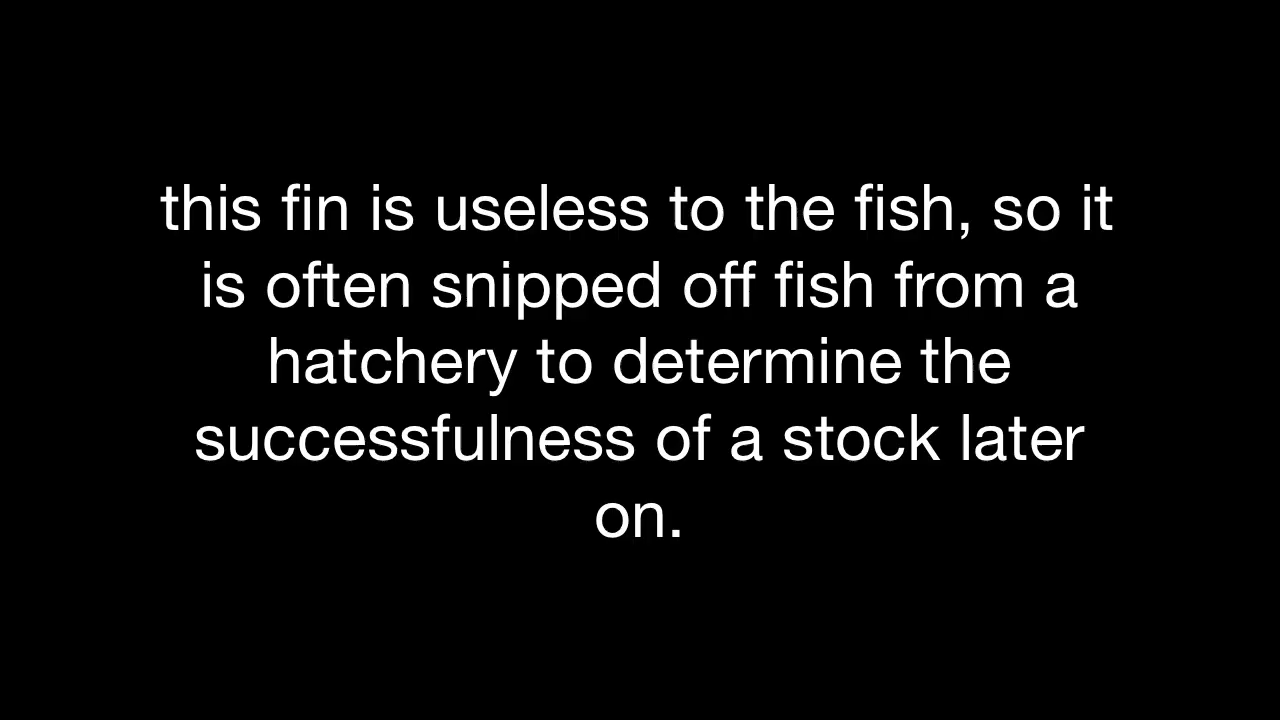 this fin is useless to the fish, so it
is often snipped off fish from a
hatchery to determine the
successfulness of a stock later
on.